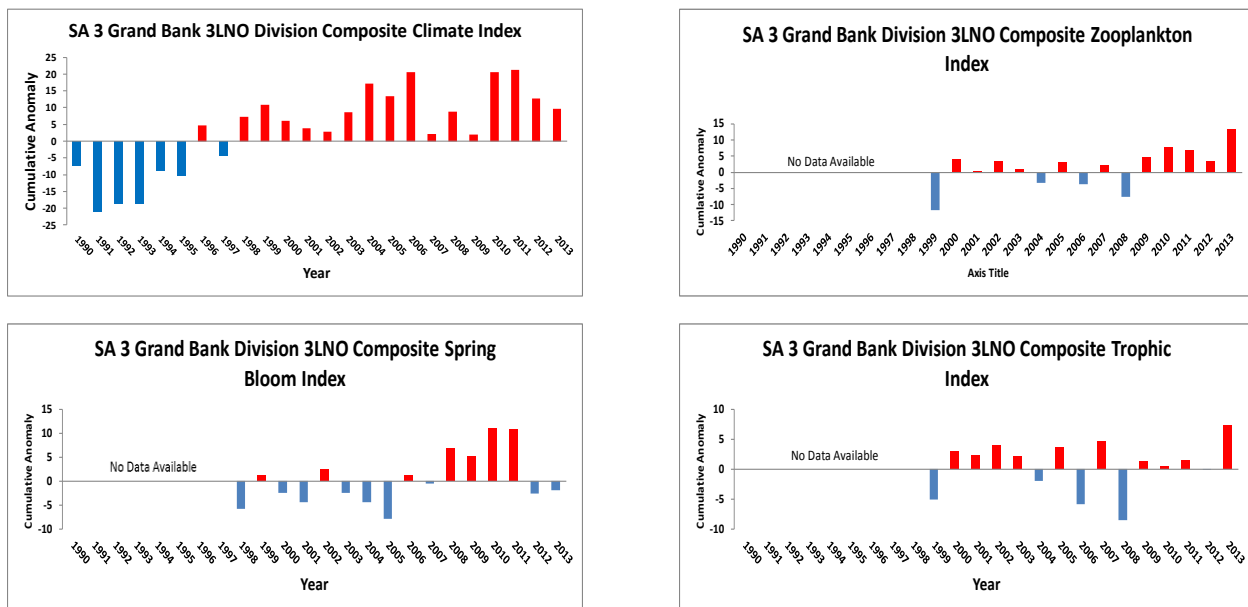 SA 3 Grand Bank 3LNO Division Composite Climate Index
Cumulative Anomaly
25
20
15
10
5
0
-5
-10
-15
-20
-25
1990 1991 1992 1993 1994 1995 1996 1997 1998 1999 2000 2001 2002 2003 2004 2005 2006 2007 2008 2009 2010 2011 2012 2013
Year
SA 3 Grand Bank Division 3LNO Composite Zooplankton
Index
Cumlative Anomaly
15
10
5
0
-5
-10
-15
No Data Available
1990 1991 1992 1993 1994 1995 1996 1997 1998 1999 2000 2001 2002 2003 2004 2005 2006 2007 2008 2009 2010 2011 2012 2013
Axis Title
SA 3 Grand Bank Division 3LNO Composite Spring
Bloom Index
Cumulative Anomaly
15
10
5
0
-5
-10
No Data Available
1990 1991 1992 1993 1994 1995 1996 1997 1998 1999 2000 2001 2002 2003 2004 2005 2006 2007 2008 2009 2010 2011 2012 2013
Year
SA 3 Grand Bank Division 3LNO Composite Trophic
Index
Cumulative Anomaly
10
5
0
-5
-10
No Data Available
1990 1991 1992 1993 1994 1995 1996 1997 1998 1999 2000 2001 2002 2003 2004 2005 2006 2007 2008 2009 2010 2011 2012 2013
Year